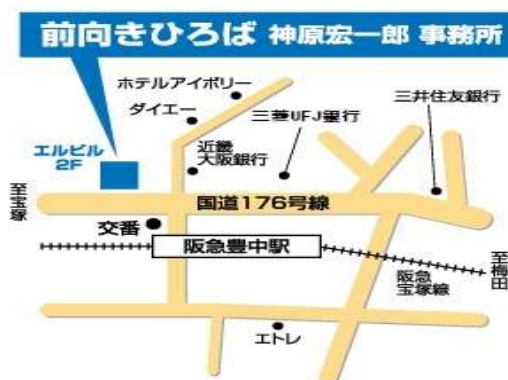 前向きひろば 神原宏一郎 事務所
ホテルアイボリー
ダイエー
三菱UFJ銀行
三井住友銀行
エルビル
2F
近畿
大阪銀行
至宝塚
国道176号線
交番
阪急豊中駅
至梅田
阪急
宝塚線
エトレ